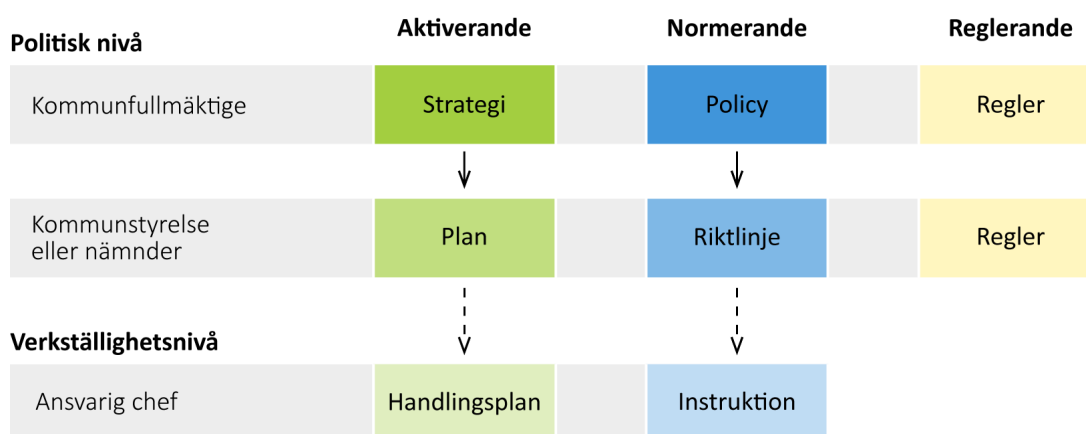 Politisk nivå
Aktiverande
Normerande
Reglerande
Kommunfullmäktige
Strategi
Policy
Regler
Kommunstyrelse
eller nämnder
Plan
Riktlinje
Regler
Verkställighetsnivå
Ansvarig chef
Handlingsplan
Instruktion